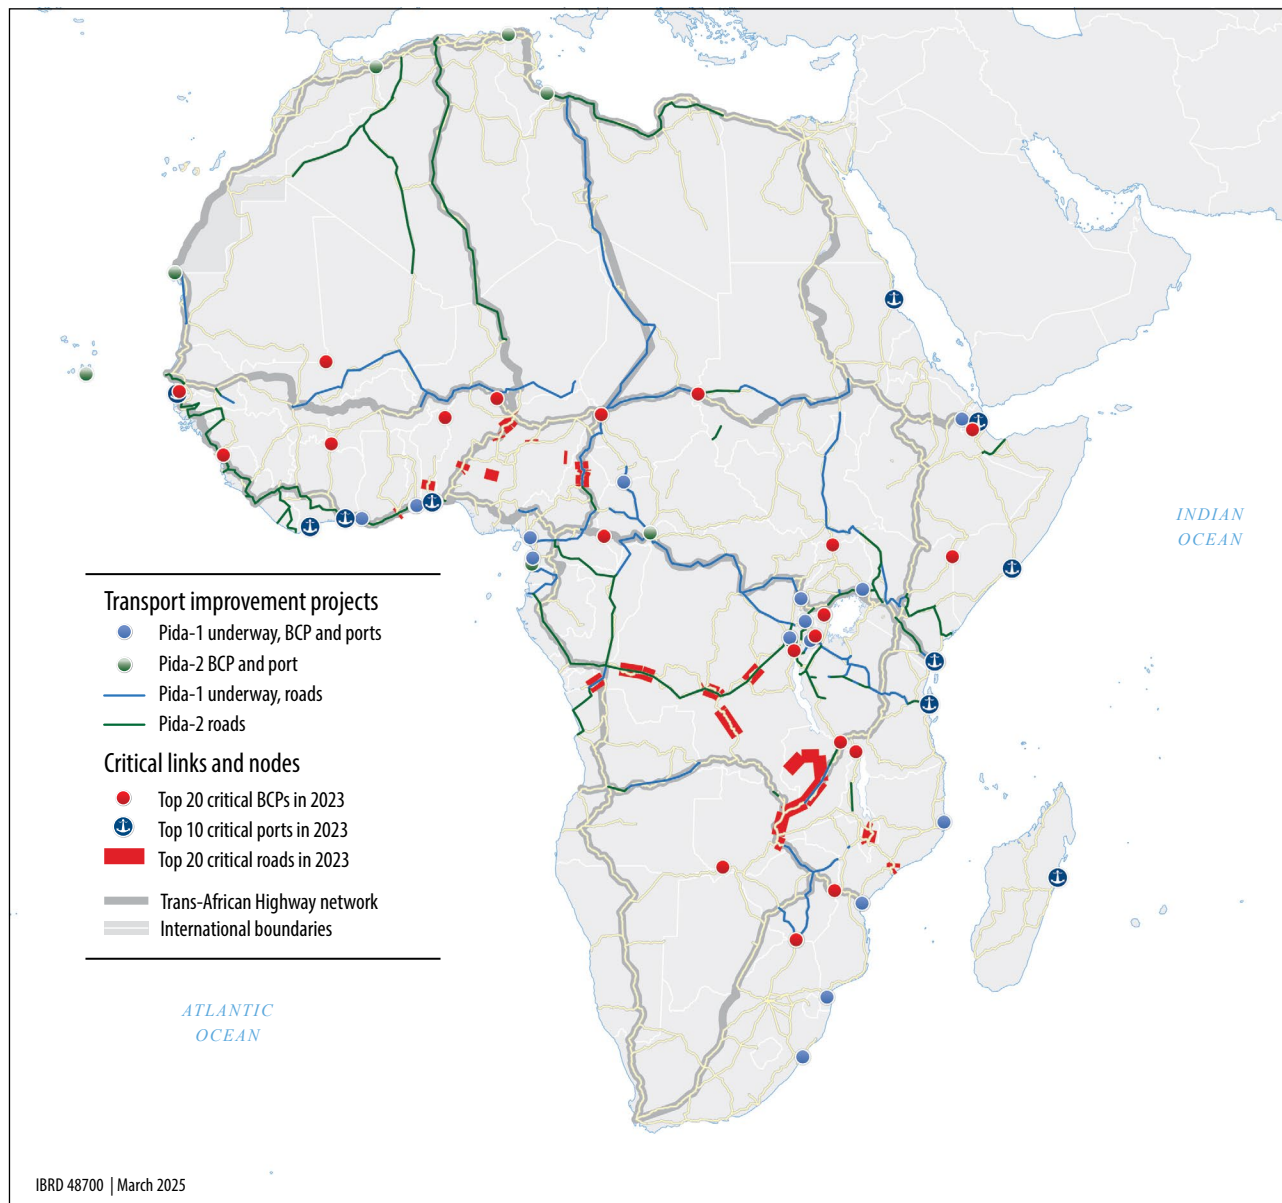 INDIAN
OCEAN
Transport improvement projects
Pida-1 underway, BCP and ports
Pida-2 BCP and port
Pida-1 underway, roads
Pida-2 roads
Critical links and nodes
Top 20 critical BCPs in 2023
Top 10 critical ports in 2023
Top 20 critical roads in 2023
Trans-African Highway network
International boundaries
ATLANTIC
OCEAN
IBRD 48700 | March 2025